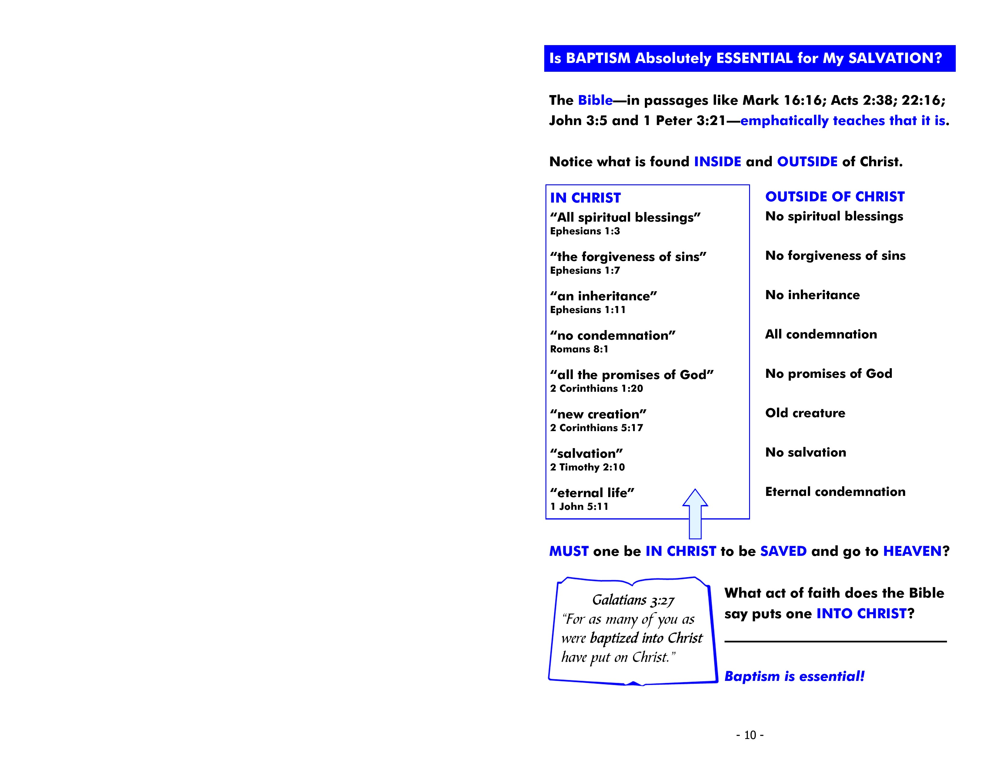 Is BAPTISM Absolutely ESSENTIAL for My SALVATION?
The Bible—in passages like Mark 16:16; Acts 2:38; 22:16;
John 3:5 and 1 Peter 3:21—emphatically teaches that it is.
Notice what is found INSIDE and OUTSIDE of Christ.
IN CHRIST
“All spiritual blessings”
Ephesians 1:3
“the forgiveness of sins”
Ephesians 1:7
“an inheritance”
Ephesians 1:11
“no condemnation”
Romans 8:1
“all the promises of God”
2 Corinthians 1:20
“new creation”
2 Corinthians 5:17
“salvation”
2 Timothy 2:10
“eternal life”
1 John 5:11
OUTSIDE OF CHRIST
No spiritual blessings
No forgiveness of sins
No inheritance
All condemnation
No promises of God
Old creature
No salvation
Eternal condemnation
MUST one be IN CHRIST to be SAVED and go to HEAVEN?
Galatians 3:27
“For as many of you as
were baptized into Christ
have put on Christ.”
What act of faith does the Bible
say puts one INTO CHRIST?
Baptism is essential!
- 10 -